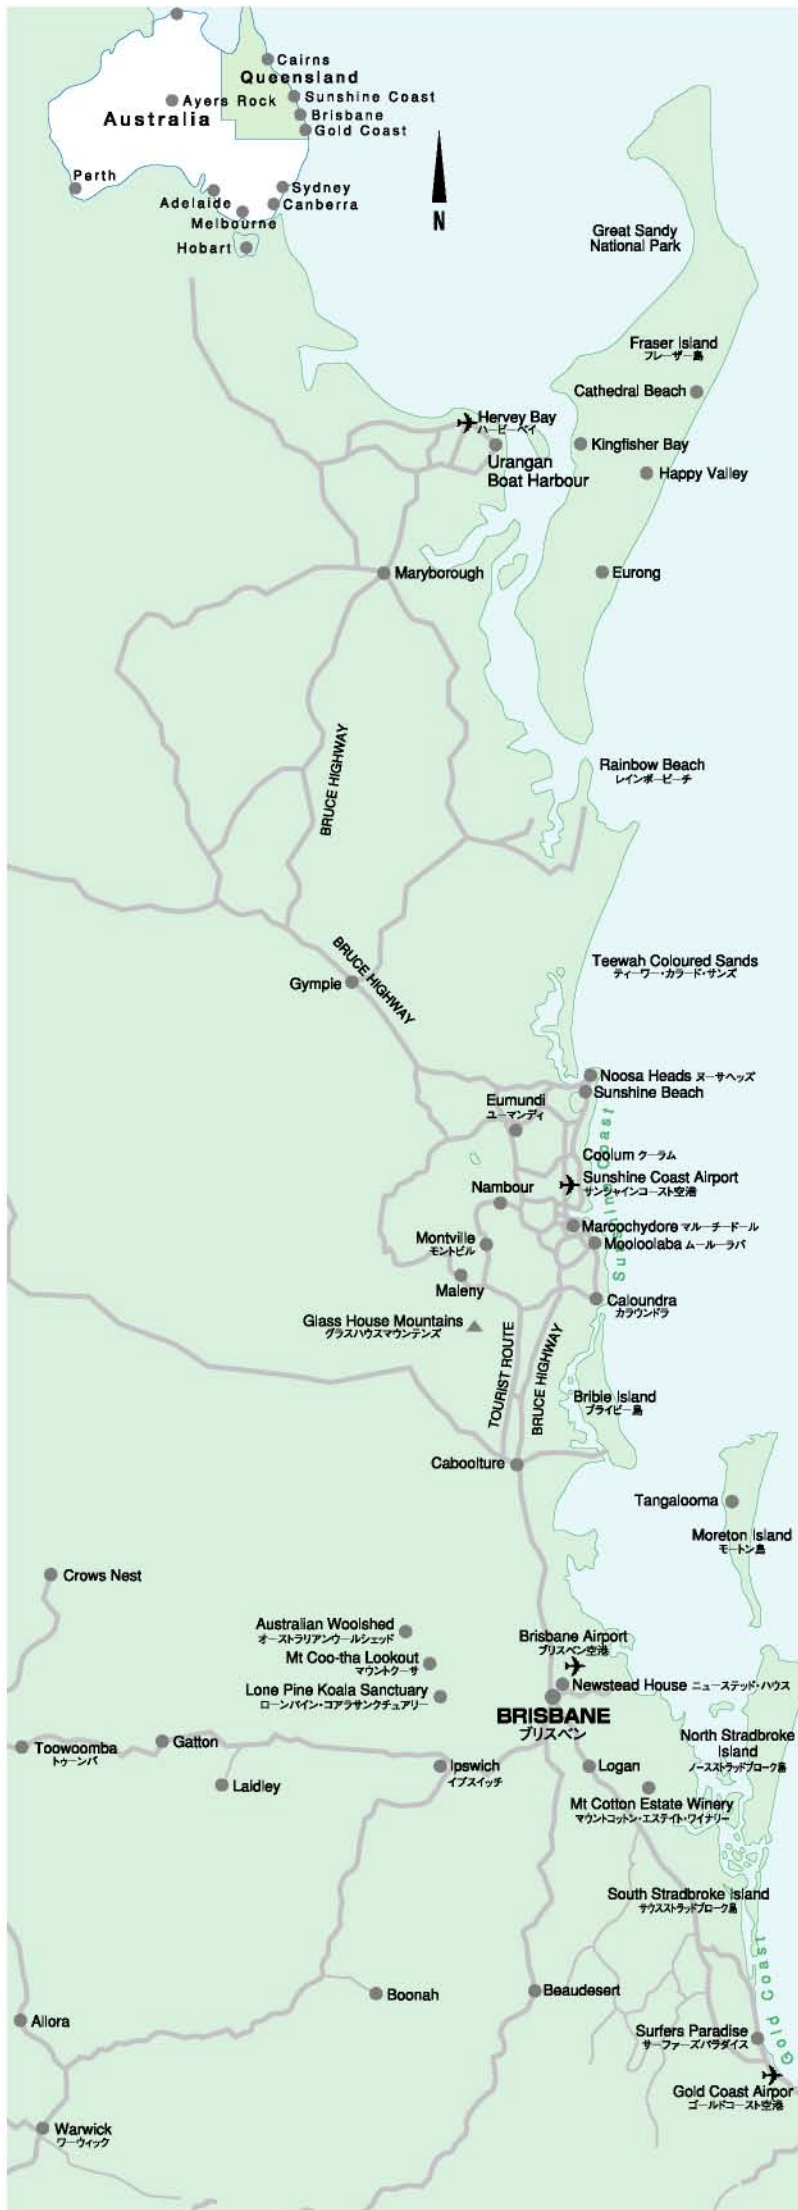 Cairns
Queensland
Ayers Rock
Sunshine Coast
Australia
Brisbane
Gold Coast
Perth
Adelaide
Sydney
Canberra
Melbourne
Hobart
N
Great Sandy
National Park
Fraser Island
フレーザー島
Cathedral Beach
Hervey Bay
ハービーベイ
Kingfisher Bay
Urangan
Boat Harbour
Happy Valley
Maryborough
Eurong
BRUCE HIGHWAY
Rainbow Beach
レインボービーチ
BRUCE HIGHWAY
Teewah Coloured Sands
ティーワー・カラード・サンズ
Gympie
Noosa Heads ヌーサヘッズ
Sunshine Beach
Eumundi
ユーマンディ
Sunshine Coast
Coolum クーラム
Sunshine Coast Airport
サンシャインコースト空港
Nambour
Maroochydore マルーチードール
Montville
モントビル
Mooloolaba ムールーラバ
Maleny
Caloundra
カラウンドラ
Glass House Mountains
グラスハウスマウンテンズ
TOURIST ROUTE
BRUCE HIGHWAY
Bribie Island
ブライビー島
Caboolture
Tangalooma
Moreton Island
モートン島
Crows Nest
Australian Woolshed
オーストラリアンウールシェッド
Brisbane Airport
ブリスベン空港
Mt Coo-tha Lookout
マウントクーサ
Newstead House ニューステッド・ハウス
Lone Pine Koala Sanctuary
ローンパイン・コアラサンクチュアリー
BRISBANE
ブリスベン
North Stradbroke
Island
ノースストラッドブローク島
Toowoomba
トゥーンバ
Gatton
Ipswich
イプスイッチ
Logan
Laidley
Mt Cotton Estate Winery
マウントコットン・エステイト・ワイナリー
South Stradbroke Island
サウスストラッドブローク島
Gold Coast
Boonah
Beaudesert
Allora
Surfers Paradise
サーファーズパラダイス
Gold Coast Airpor
ゴールドコースト空港
Warwick
ワーウィック